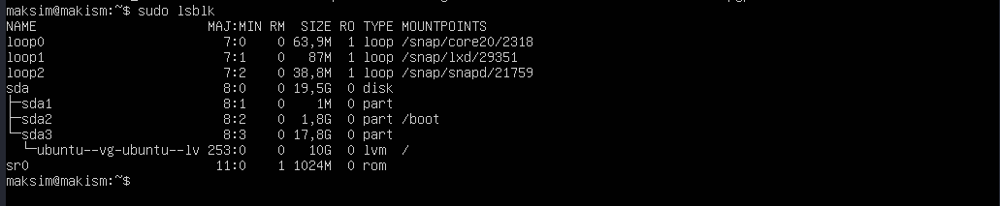 maksim@makism:~$ sudo lsblk
NAME                      MAJ:MIN RM  SIZE RO TYPE MOUNTPOINTS
loop0                       7:0    0 63,9M  1 loop /snap/core20/2318
loop1                       7:1    0   87M  1 loop /snap/lxd/29351
loop2                       7:2    0 38,8M  1 loop /snap/snapd/21759
sda                         8:0    0 19,5G  0 disk
├─sda1                      8:1    0    1M  0 part
├─sda2                      8:2    0  1,8G  0 part /boot
└─sda3                      8:3    0 17,8G  0 part
  └─ubuntu--vg-ubuntu--lv 253:0    0   10G  0 lvm  /
sr0                        11:0    1 1024M  0 rom
maksim@makism:~$